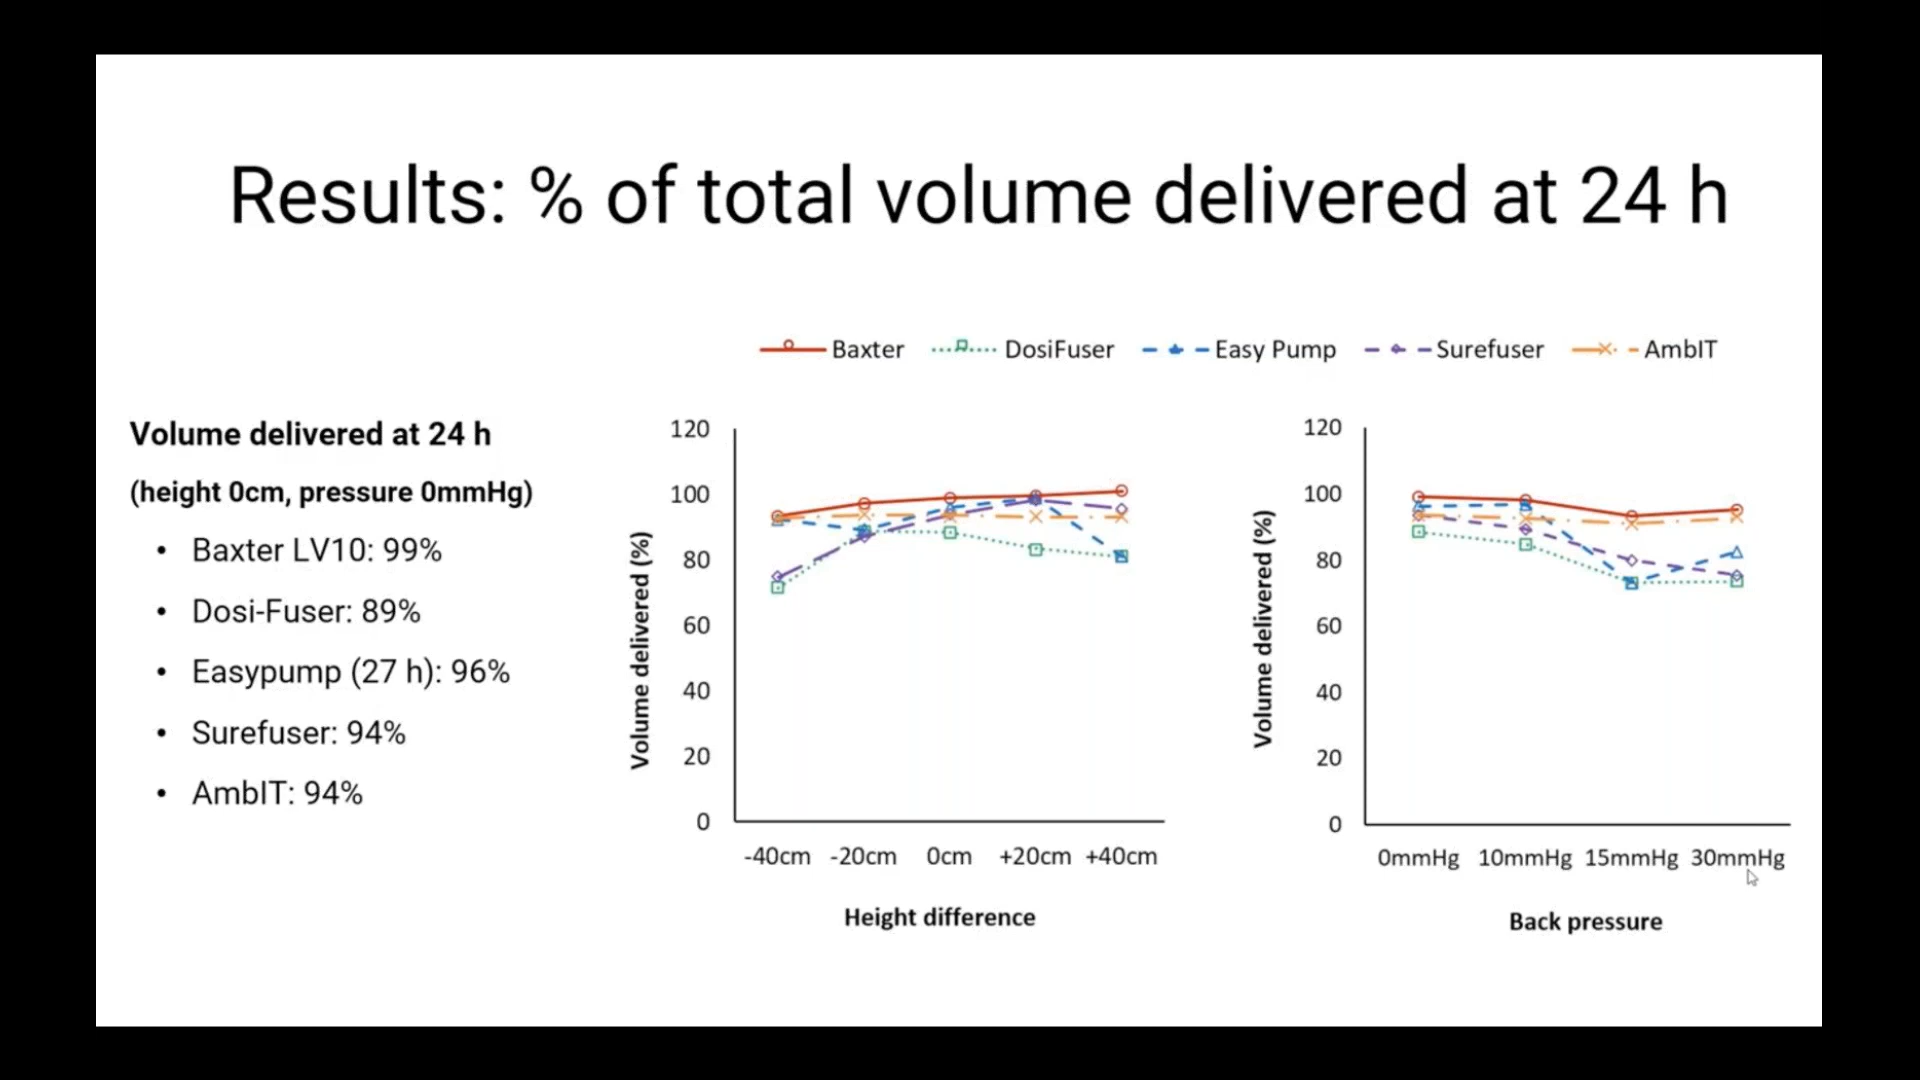 Results: % of total volume delivered at 24 h
Baxter DosiFuser Easy Pump Surefuser AmbIT
Volume delivered at 24 h
(height 0cm, pressure 0mmHg)
• Baxter LV10: 99%
• Dosi-Fuser: 89%
• Easypump (27 h): 96%
• Surefuser: 94%
• AmbIT: 94%
Volume delivered (%)
120
100
80
60
40
20
0
-40cm -20cm 0cm +20cm +40cm
Height difference
Volume delivered (%)
120
100
80
60
40
20
0
0mmHg 10mmHg 15mmHg 30mmHg
Back pressure